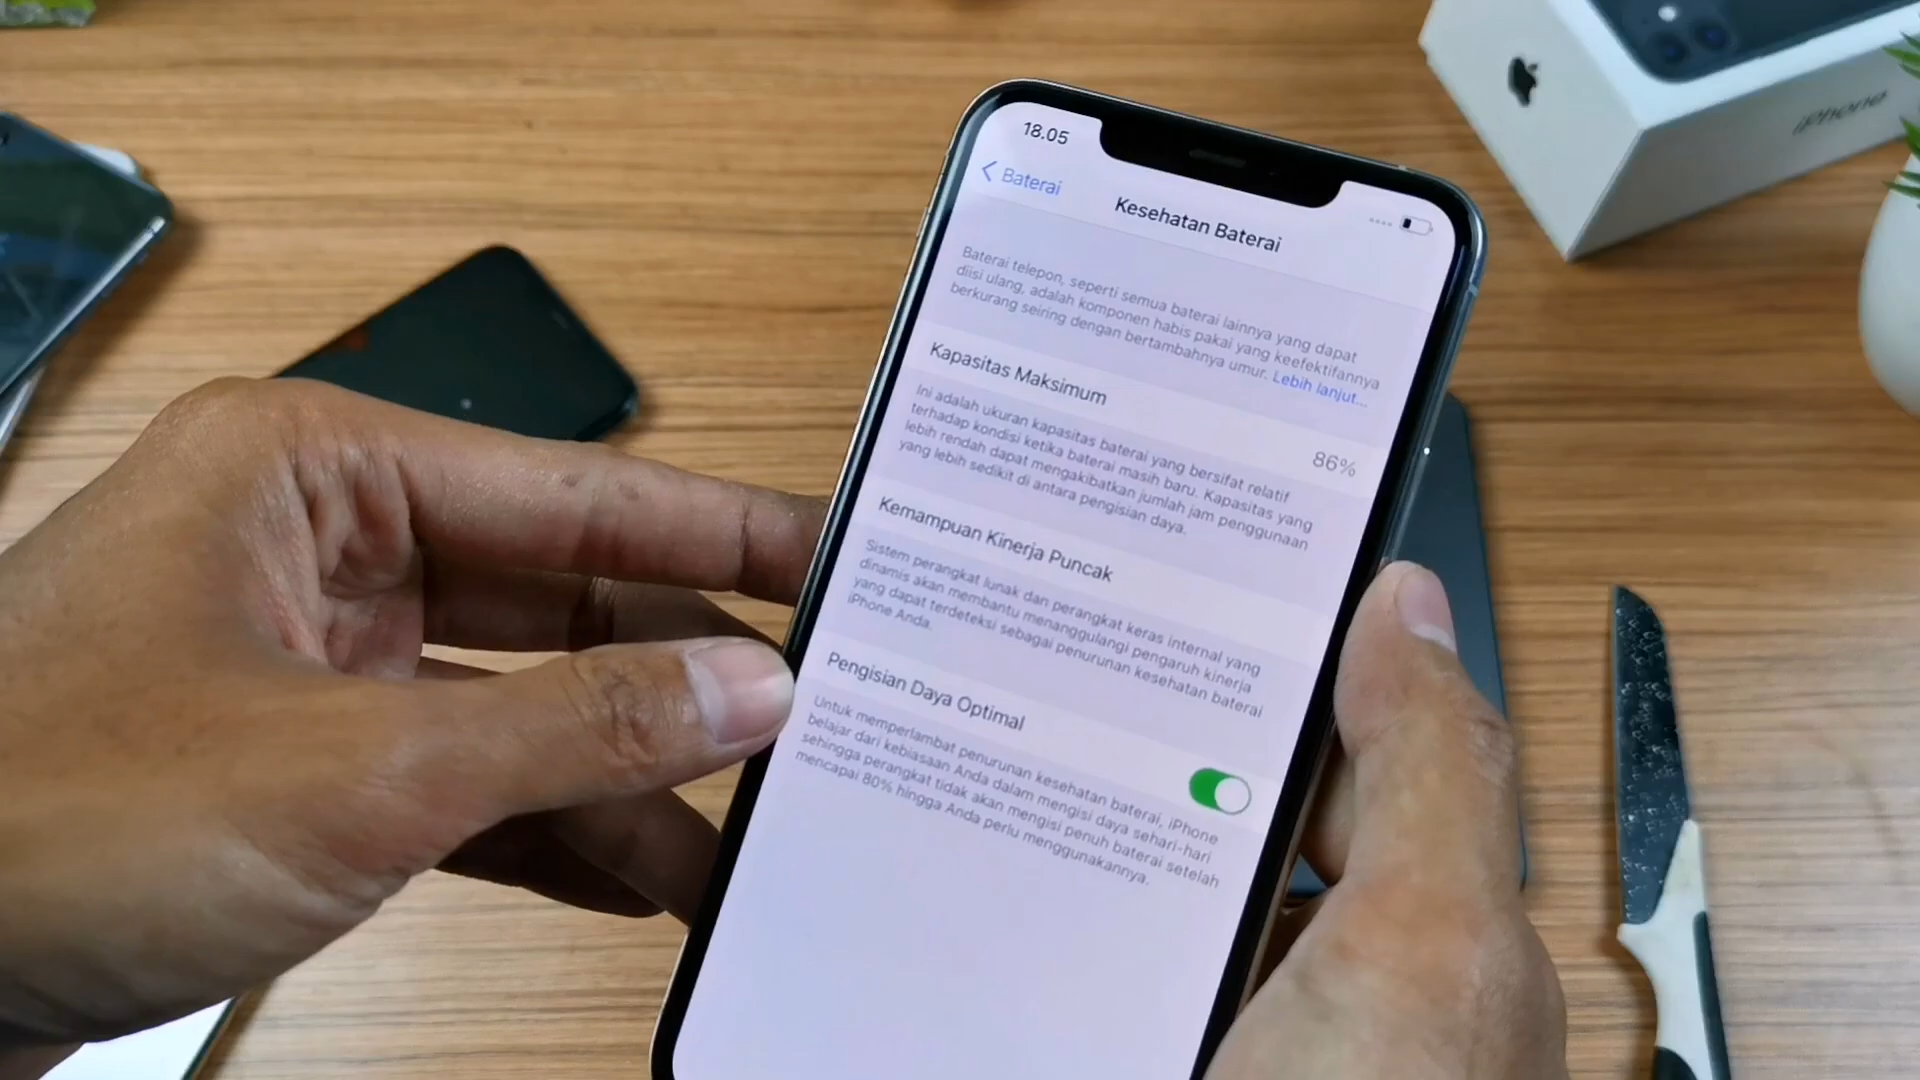 18.05
Baterai
Kesehatan Baterai
Baterai telepon, seperti semua baterai lainnya yang dapat
diisi ulang, adalah komponen habis pakai yang keefektifannya
berkurang seiring dengan bertambahnya umur. Lebih lanjut...
Kapasitas Maksimum
86%
Ini adalah ukuran kapasitas baterai yang bersifat relatif
terhadap kondisi ketika baterai masih baru. Kapasitas yang
lebih rendah dapat mengakibatkan jumlah jam penggunaan
yang lebih sedikit di antara pengisian daya.
Kemampuan Kinerja Puncak
Sistem perangkat lunak dan perangkat keras internal yang
dinamis akan membantu menanggulangi pengaruh kinerja
yang dapat terdeteksi sebagai penurunan kesehatan baterai
iPhone Anda.
Pengisian Daya Optimal
Untuk memperlambat penurunan kesehatan baterai, iPhone
belajar dari kebiasaan Anda dalam mengisi daya sehari-hari
sehingga perangkat tidak akan mengisi penuh baterai setelah
mencapai 80% hingga Anda perlu menggunakannya.
iPhone